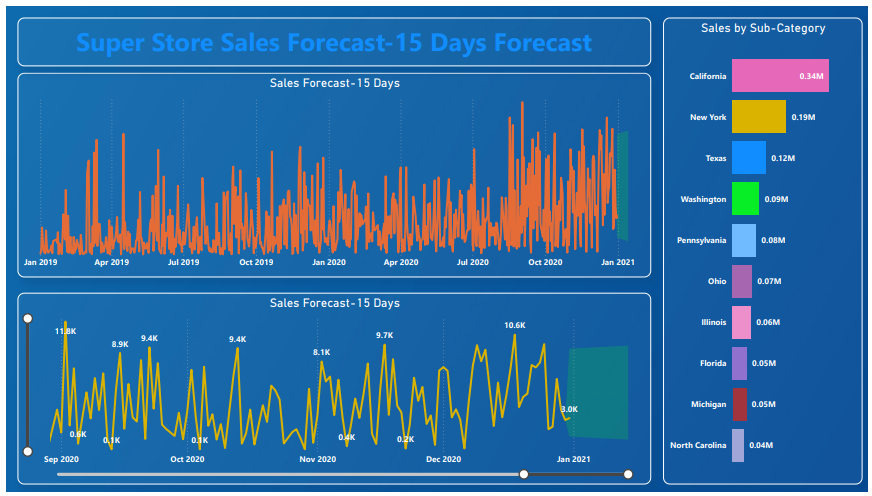 Super Store Sales Forecast-15 Days Forecast
Sales Forecast-15 Days
Jan 2019 Apr 2019 Jul 2019 Oct 2019 Jan 2020 Apr 2020 Jul 2020 Oct 2020 Jan 2021
Sales Forecast-15 Days
11.8K 8.9K 9.4K 9.4K 8.1K 9.7K 10.6K 3.0K
0.6K 0.1K 0.1K 0.4K 0.2K
Sep 2020 Oct 2020 Nov 2020 Dec 2020 Jan 2021
Sales by Sub-Category
California 0.34M
New York 0.19M
Texas 0.12M
Washington 0.09M
Pennsylvania 0.08M
Ohio 0.07M
Illinois 0.06M
Florida 0.05M
Michigan 0.05M
North Carolina 0.04M